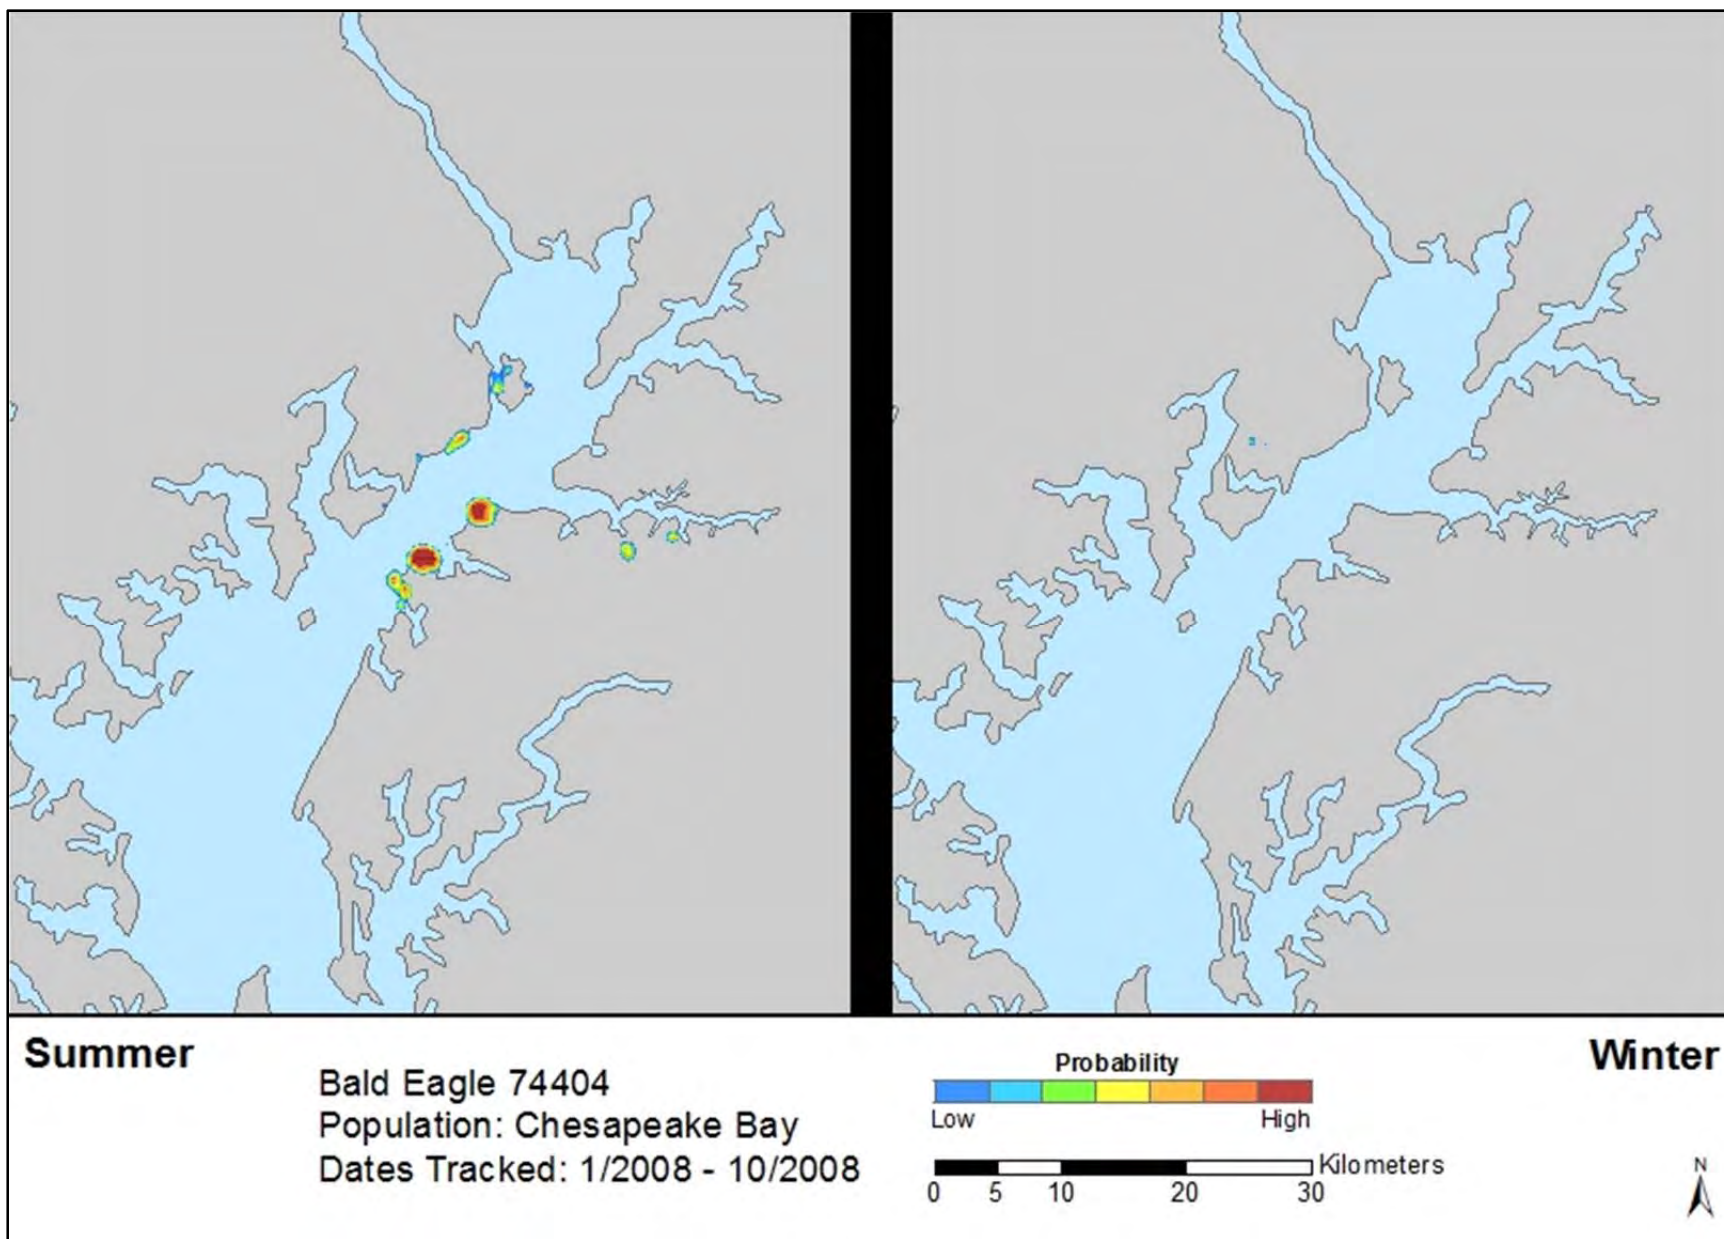 Summer
Winter
Bald Eagle 74404
Population: Chesapeake Bay
Dates Tracked: 1/2008 - 10/2008
Probability
Low High
Kilometers
0 5 10 20 30
N